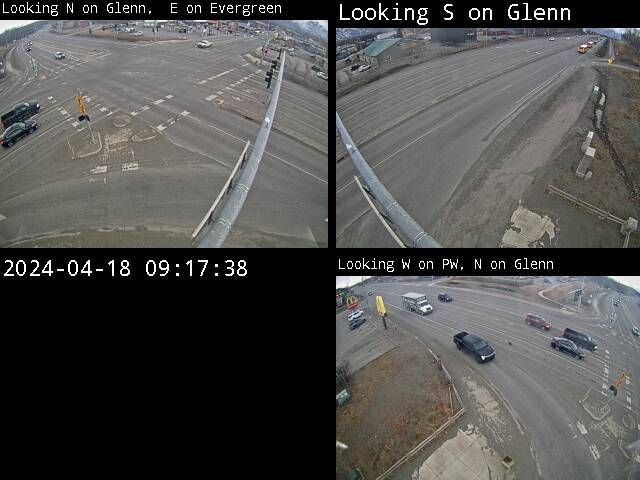 Looking N on Glenn,  E on Evergreen
Looking S on Glenn
2024-04-18 09:17:38
Looking W on PW, N on Glenn